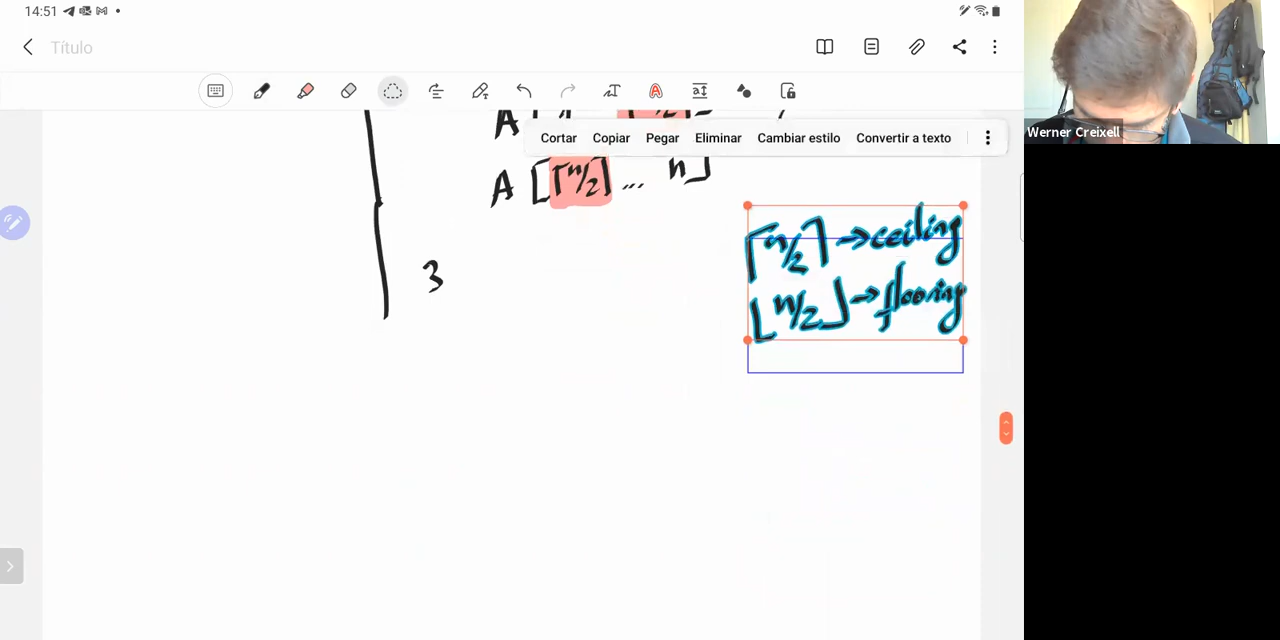 14:51
Título
Cortar Copiar Pegar Eliminar Cambiar estilo Convertir a texto
A [⌈n/2⌉ ... n]
⌈n/2⌉ → ceiling
⌊n/2⌋ → flooring
3
Werner Creixell